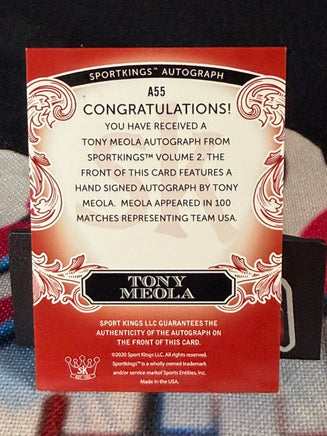 SPORTKINGS™ AUTOGRAPH
A55
CONGRATULATIONS!
YOU HAVE RECEIVED A
TONY MEOLA AUTOGRAPH FROM
SPORTKINGS™ VOLUME 2. THE
FRONT OF THIS CARD FEATURES A
HAND SIGNED AUTOGRAPH BY TONY
MEOLA. MEOLA APPEARED IN 100
MATCHES REPRESENTING TEAM USA.
TONY
MEOLA
SPORT KINGS LLC GUARANTEES THE
AUTHENTICITY OF THE AUTOGRAPH ON
THE FRONT OF THIS CARD.
©2020 Sport Kings LLC. All rights reserved.
Sportkings™ is a wholly owned trademark
and/or service mark of Sports Entities, Inc.
Made in the USA.
SK